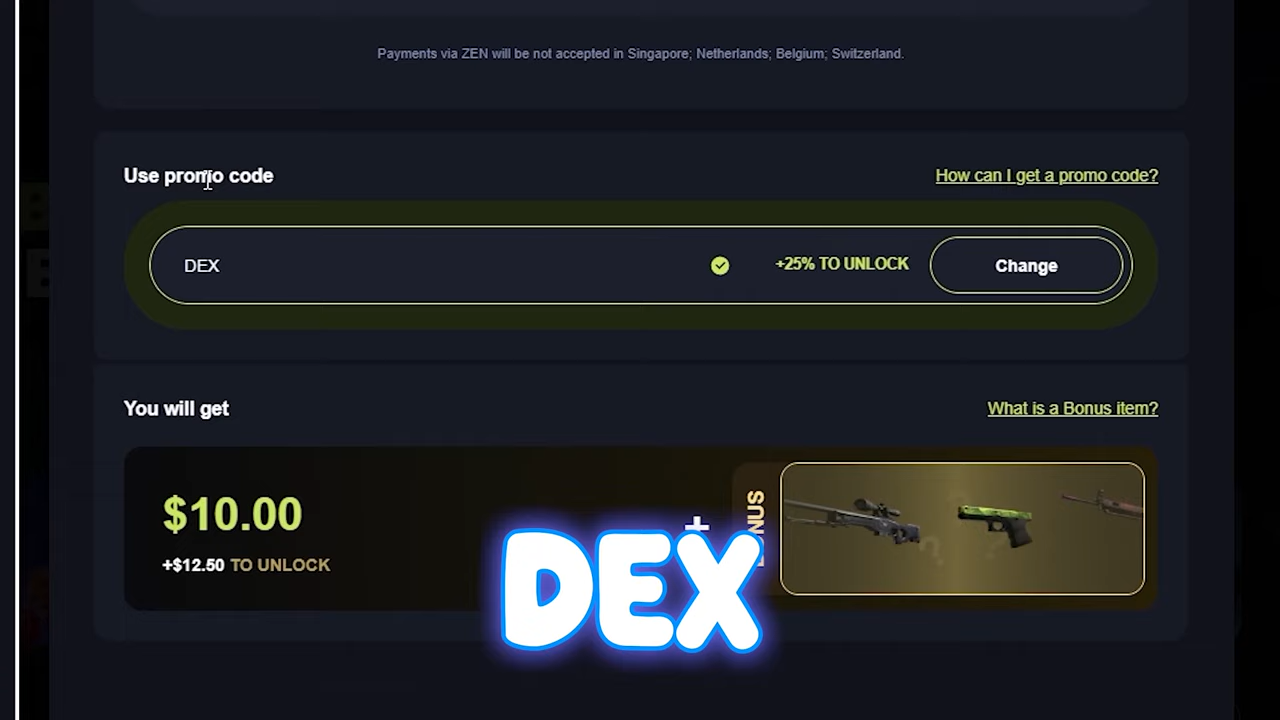 Payments via ZEN will be not accepted in Singapore; Netherlands; Belgium; Switzerland.
Use promo code
How can I get a promo code?
DEX
+25% TO UNLOCK
Change
You will get
What is a Bonus item?
$10.00
+$12.50 TO UNLOCK
+
BONUS
DEX